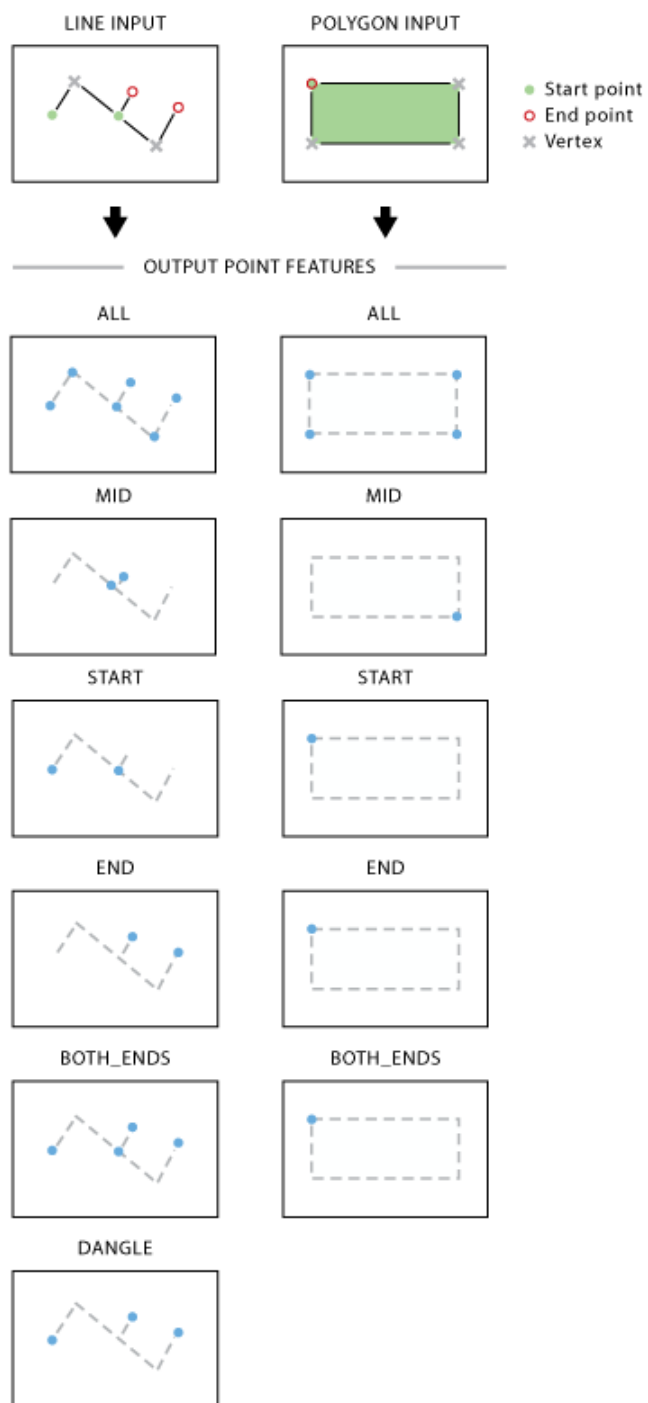 LINE INPUT
POLYGON INPUT
Start point
End point
Vertex
OUTPUT POINT FEATURES
ALL
ALL
MID
MID
START
START
END
END
BOTH_ENDS
BOTH_ENDS
DANGLE